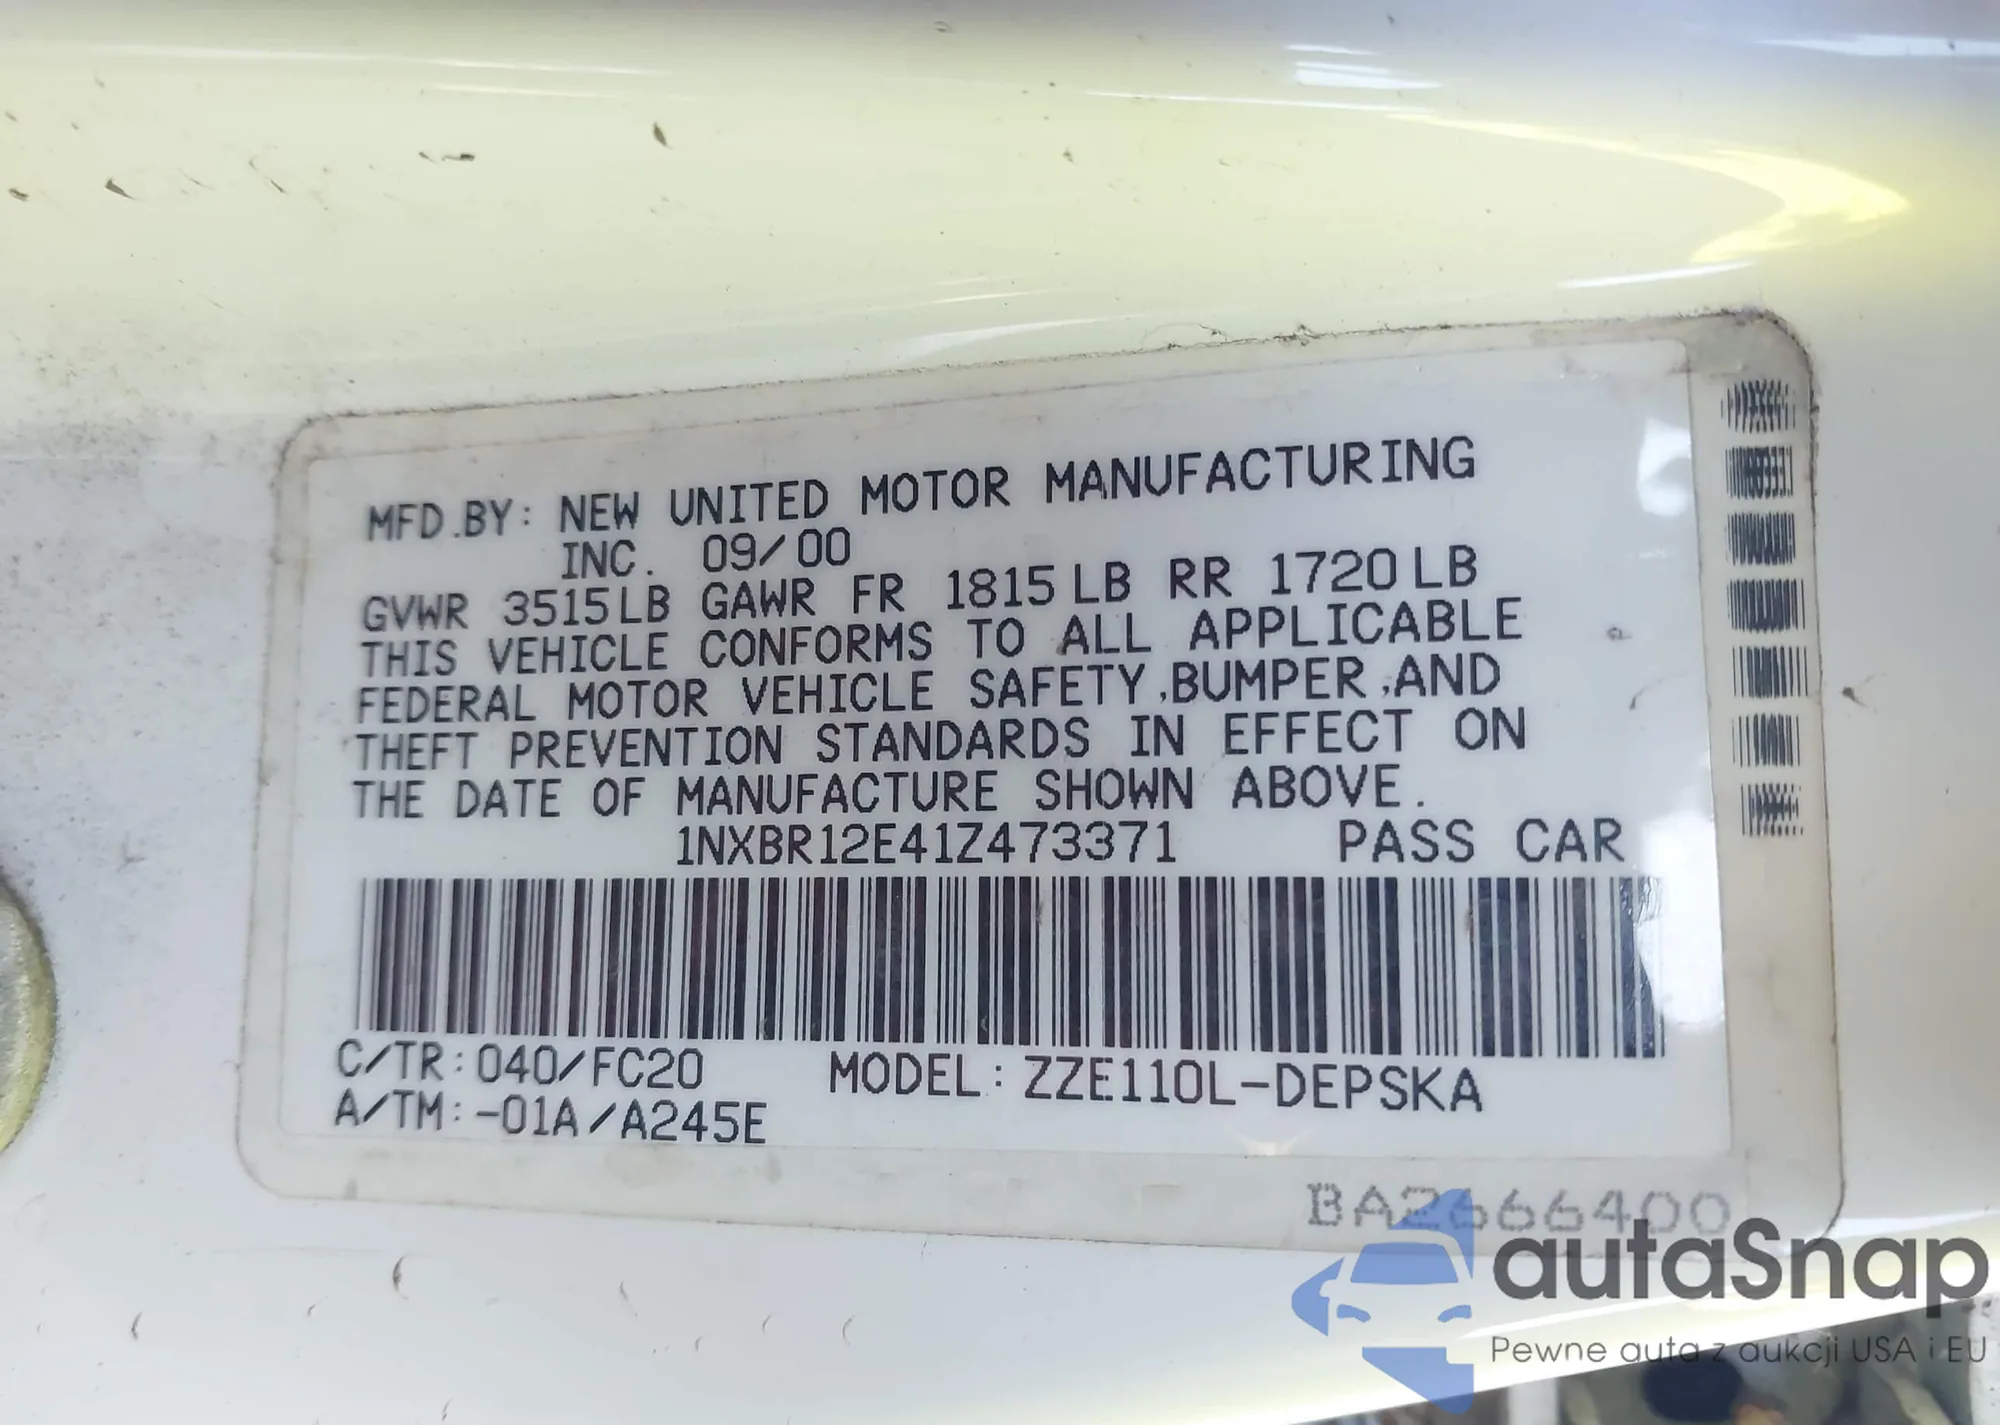 MFD.BY: NEW UNITED MOTOR MANUFACTURING
INC. 09/00
GVWR 3515LB GAWR FR 1815LB RR 1720LB
THIS VEHICLE CONFORMS TO ALL APPLICABLE
FEDERAL MOTOR VEHICLE SAFETY,BUMPER,AND
THEFT PREVENTION STANDARDS IN EFFECT ON
THE DATE OF MANUFACTURE SHOWN ABOVE.
1NXBR12E41Z473371 PASS CAR
C/TR:040/FC20 MODEL: ZZE110L-DEPSKA
A/TM:-01A/A245E
BA2666400
autaSnap
Pewne auta z aukcji USA i EU